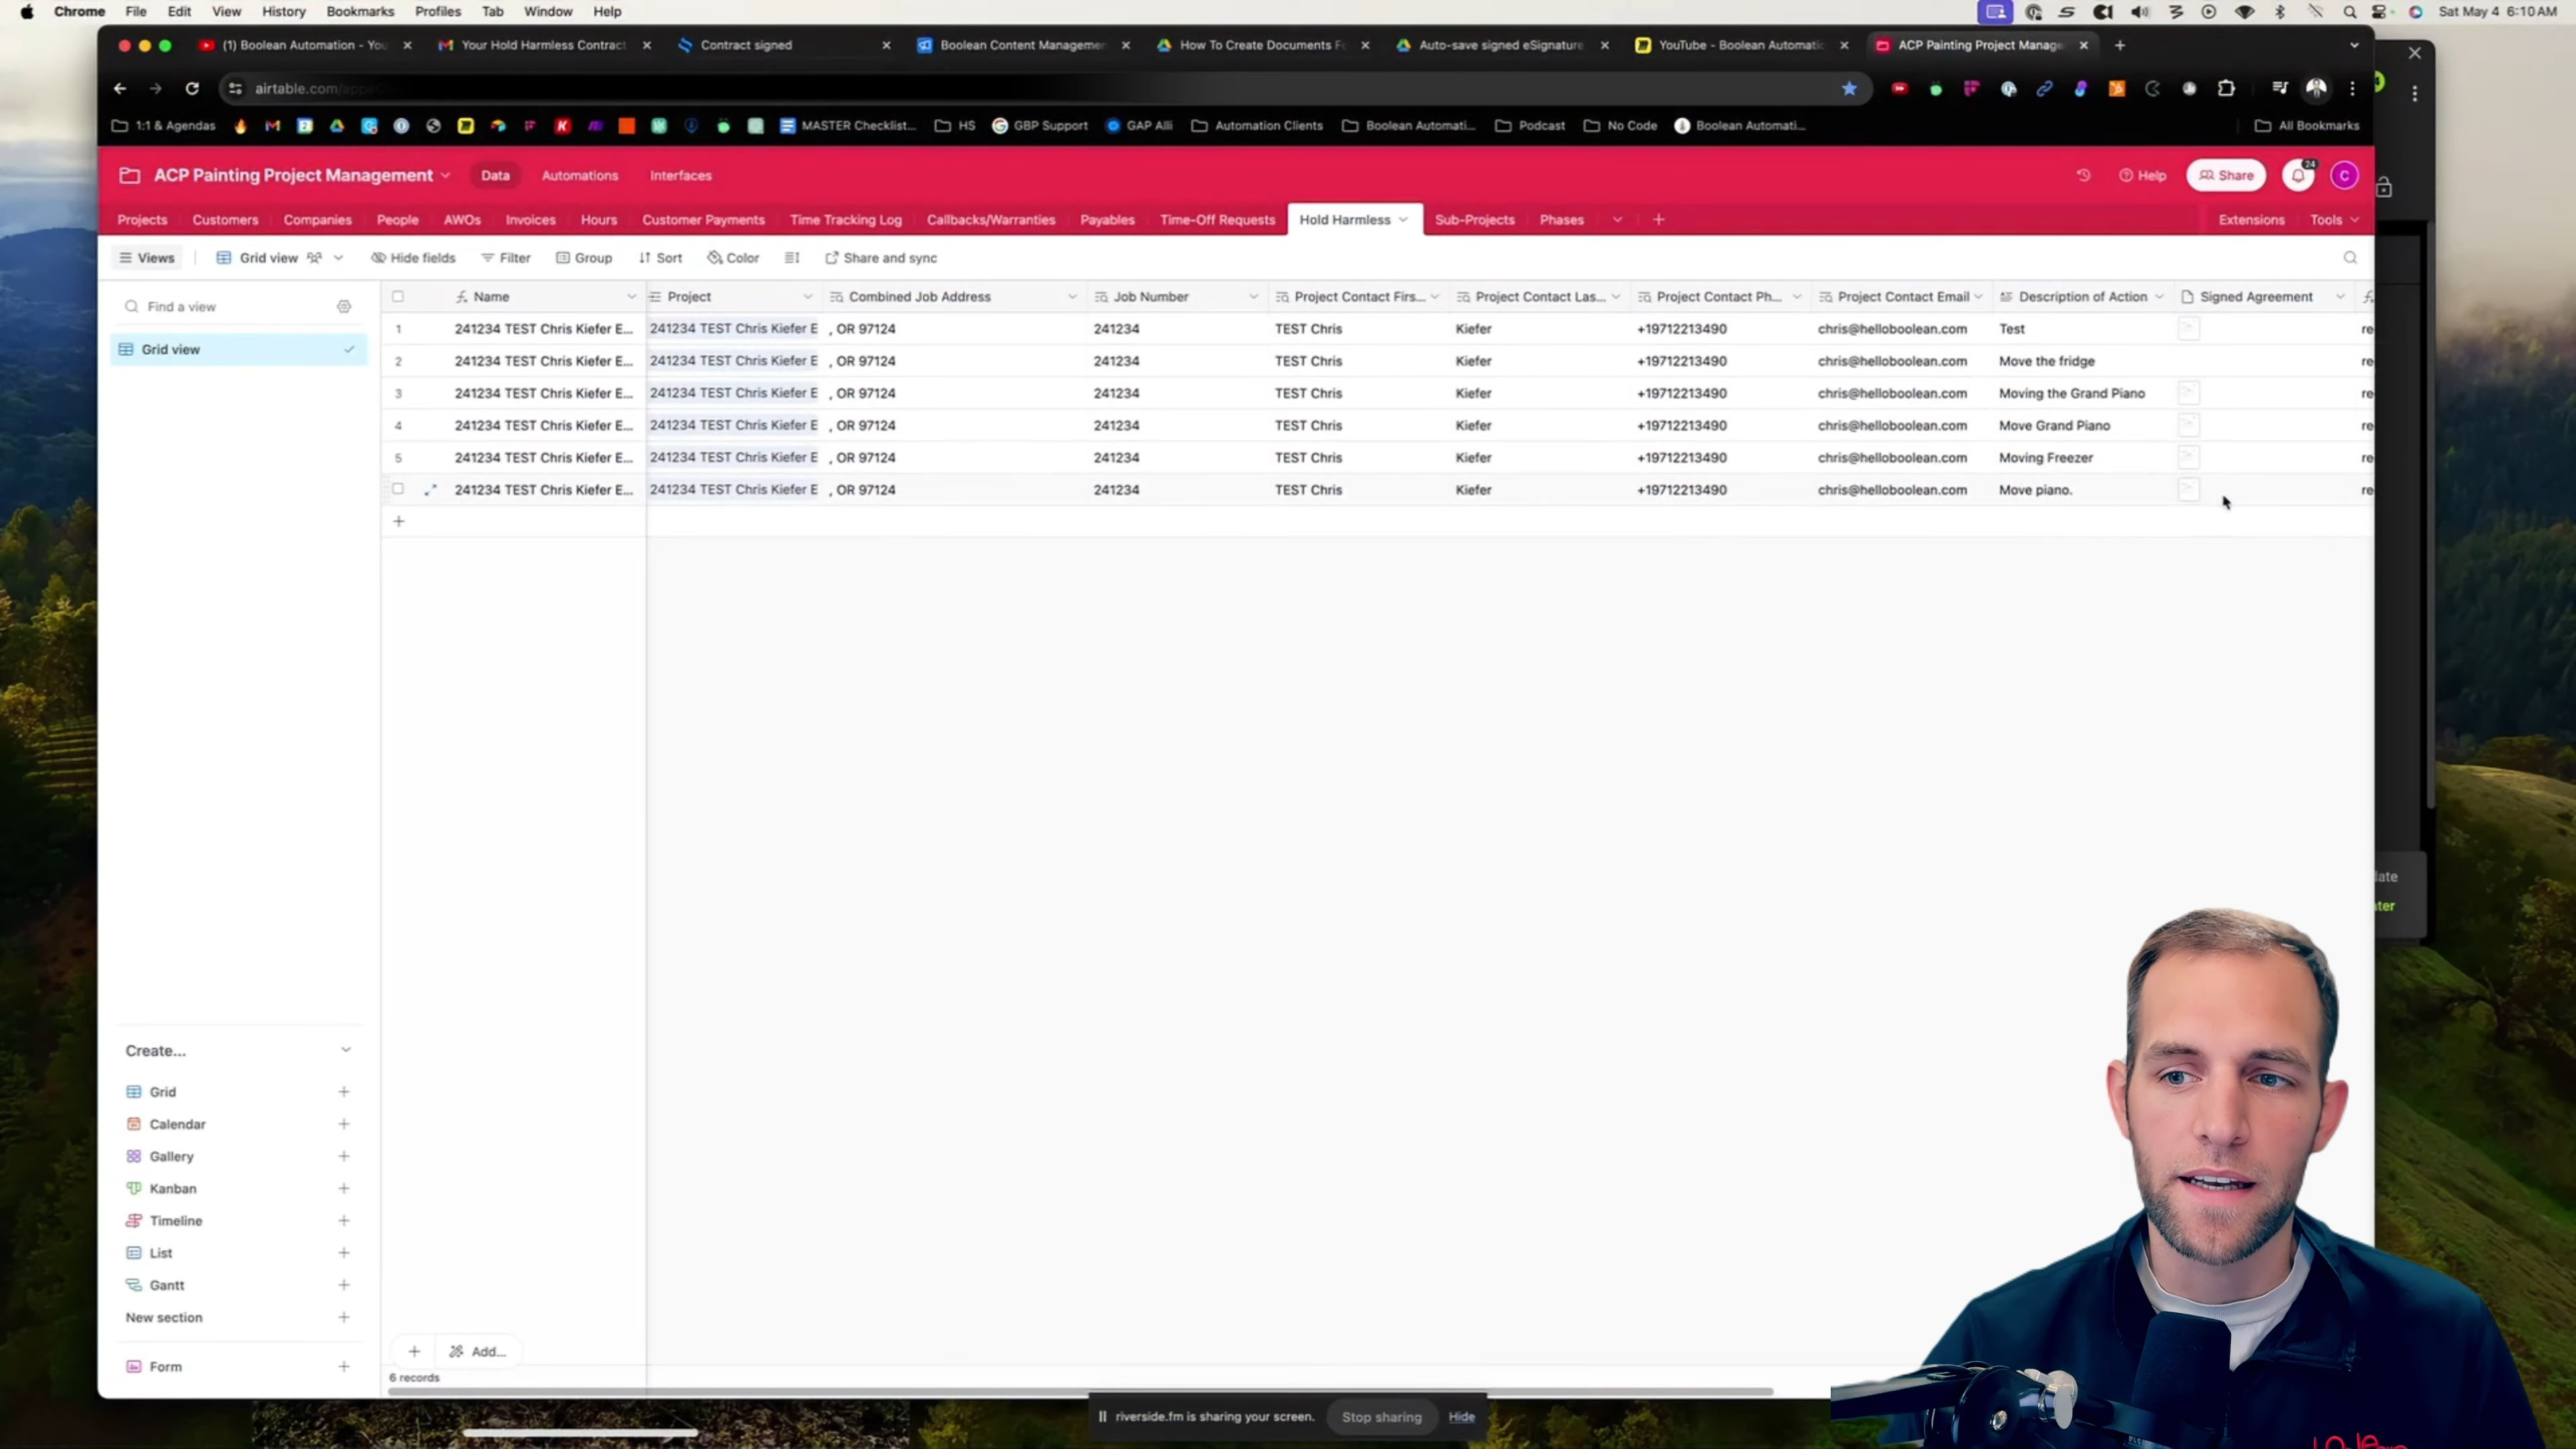 Chrome File Edit View History Bookmarks Profiles Tab Window Help Sat May 4 6:10 AM
(1) Boolean Automation - You
Your Hold Harmless Contract
Contract signed
Boolean Content Managemen
How To Create Documents F
Auto-save signed eSignature
YouTube - Boolean Automatic
ACP Painting Project Manage
airtable.com/
1:1 & Agendas MASTER Checklist... HS GBP Support GAP Alli Automation Clients Boolean Automati... Podcast No Code Boolean Automati... All Bookmarks
ACP Painting Project Management Data Automations Interfaces Help Share 24 C
Projects Customers Companies People AWOs Invoices Hours Customer Payments Time Tracking Log Callbacks/Warranties Payables Time-Off Requests Hold Harmless Sub-Projects Phases Extensions Tools
Views Grid view Hide fields Filter Group Sort Color Share and sync
Find a view
Grid view
Name Project Combined Job Address Job Number Project Contact Firs... Project Contact Las... Project Contact Ph... Project Contact Email Description of Action Signed Agreement
1 241234 TEST Chris Kiefer E... 241234 TEST Chris Kiefer E , OR 97124 241234 TEST Chris Kiefer +19712213490 chris@helloboolean.com Test re
2 241234 TEST Chris Kiefer E... 241234 TEST Chris Kiefer E , OR 97124 241234 TEST Chris Kiefer +19712213490 chris@helloboolean.com Move the fridge re
3 241234 TEST Chris Kiefer E... 241234 TEST Chris Kiefer E , OR 97124 241234 TEST Chris Kiefer +19712213490 chris@helloboolean.com Moving the Grand Piano re
4 241234 TEST Chris Kiefer E... 241234 TEST Chris Kiefer E , OR 97124 241234 TEST Chris Kiefer +19712213490 chris@helloboolean.com Move Grand Piano re
5 241234 TEST Chris Kiefer E... 241234 TEST Chris Kiefer E , OR 97124 241234 TEST Chris Kiefer +19712213490 chris@helloboolean.com Moving Freezer re
241234 TEST Chris Kiefer E... 241234 TEST Chris Kiefer E , OR 97124 241234 TEST Chris Kiefer +19712213490 chris@helloboolean.com Move piano. re
Create...
Grid
Calendar
Gallery
Kanban
Timeline
List
Gantt
New section
Form
Add...
6 records
riverside.fm is sharing your screen. Stop sharing Hide